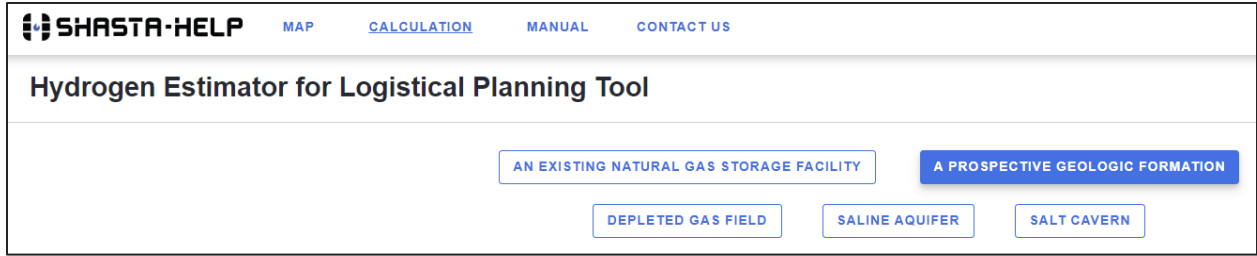 SHASTA-HELP MAP CALCULATION MANUAL CONTACT US
Hydrogen Estimator for Logistical Planning Tool
AN EXISTING NATURAL GAS STORAGE FACILITY A PROSPECTIVE GEOLOGIC FORMATION
DEPLETED GAS FIELD SALINE AQUIFER SALT CAVERN